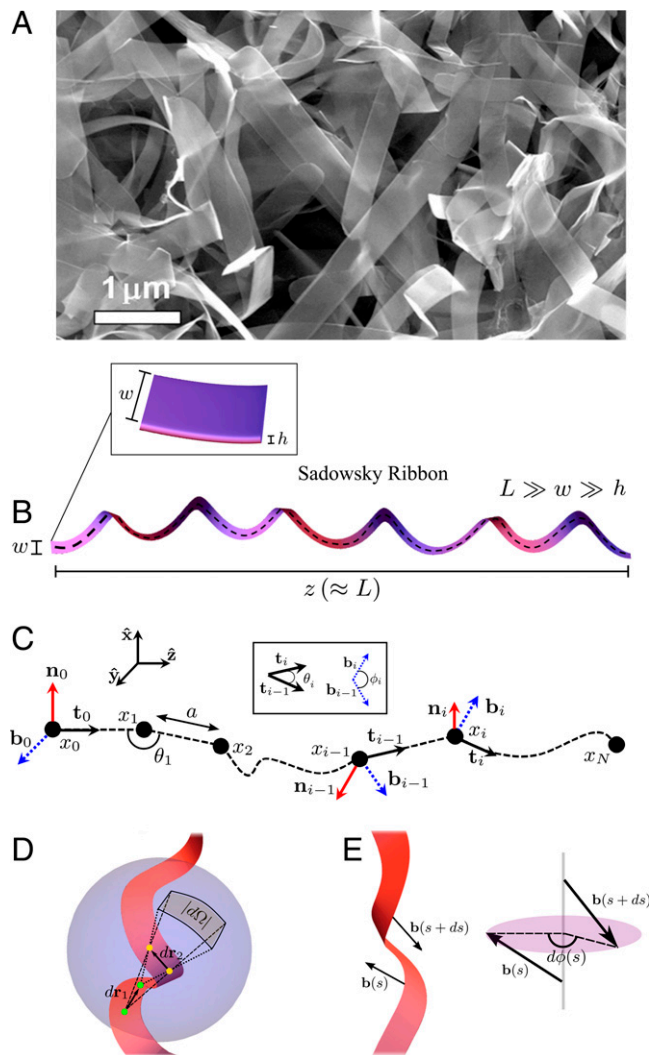 A
1 μm
w
h
Sadowsky Ribbon
L ≫ w ≫ h
B
w
z (≈ L)
C
x̂
ŷ
ẑ
n₀
t₀
b₀
x₀
x₁
θ₁
a
x₂
tᵢ
tᵢ₋₁
θᵢ
bᵢ
bᵢ₋₁
ϕᵢ
xᵢ₋₁
tᵢ₋₁
nᵢ₋₁
bᵢ₋₁
nᵢ
xᵢ
bᵢ
tᵢ
x_N
D
|dΩ|
dr₂
dr₁
E
b(s + ds)
b(s)
b(s + ds)
dϕ(s)
b(s)